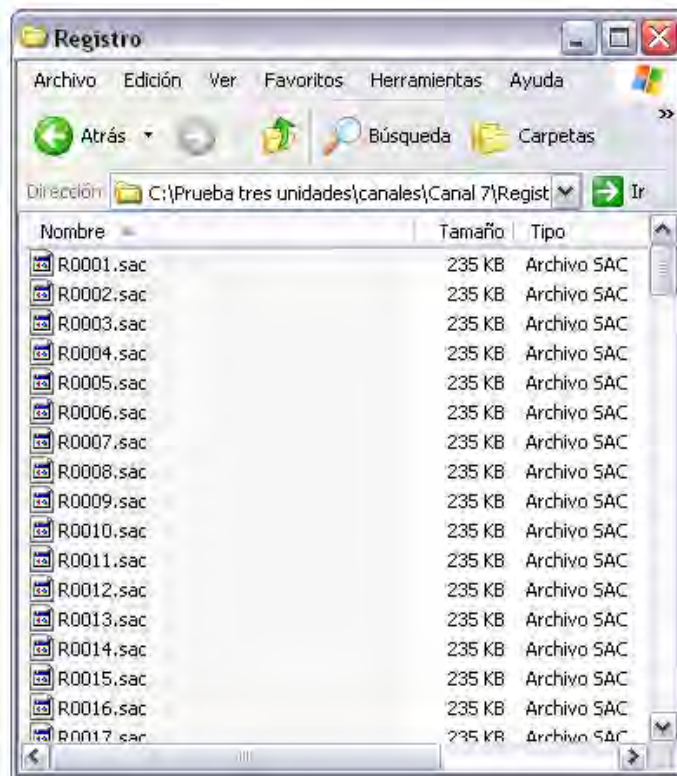 Registro
Archivo Edición Ver Favoritos Herramientas Ayuda
Atrás Búsqueda Carpetas »
Dirección C:\Prueba tres unidades\canales\Canal 7\Regist Ir
Nombre Tamaño Tipo
R0001.sac 235 KB Archivo SAC
R0002.sac 235 KB Archivo SAC
R0003.sac 235 KB Archivo SAC
R0004.sac 235 KB Archivo SAC
R0005.sac 235 KB Archivo SAC
R0006.sac 235 KB Archivo SAC
R0007.sac 235 KB Archivo SAC
R0008.sac 235 KB Archivo SAC
R0009.sac 235 KB Archivo SAC
R0010.sac 235 KB Archivo SAC
R0011.sac 235 KB Archivo SAC
R0012.sac 235 KB Archivo SAC
R0013.sac 235 KB Archivo SAC
R0014.sac 235 KB Archivo SAC
R0015.sac 235 KB Archivo SAC
R0016.sac 235 KB Archivo SAC
R0017.sac 235 KB Archivo SAC